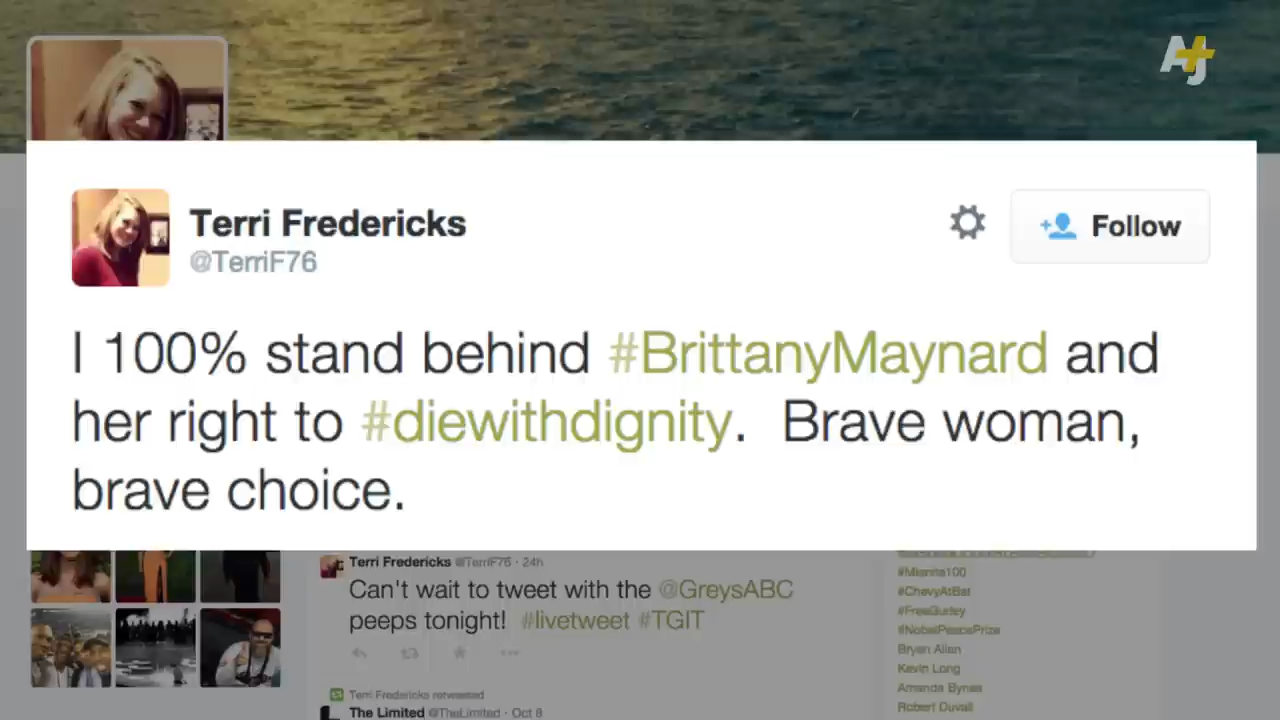 AJ+
Terri Fredericks
@TerriF76
Follow
I 100% stand behind #BrittanyMaynard and
her right to #diewithdignity.  Brave woman,
brave choice.
Terri Fredericks @TerriF76 · 24h
Can't wait to tweet with the @GreysABC
peeps tonight!  #livetweet #TGIT
Terri Fredericks retweeted
The Limited @TheLimited · Oct 8
#Mkanite100
#ChevyAtBat
#FreeGurley
#NobelPeacePrize
Bryan Allen
Kevin Long
Amanda Bynes
Robert Duvall